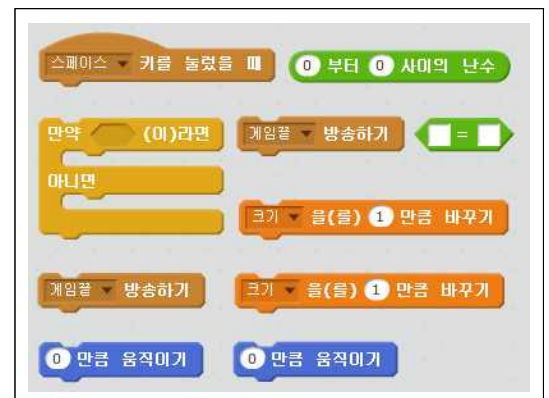 스페이스 키를 눌렀을 때 0 부터 0 사이의 난수
만약 (이)라면 게임끝 방송하기 =
아니면
크기 을(를) 1 만큼 바꾸기
게임끝 방송하기 크기 을(를) 1 만큼 바꾸기
0 만큼 움직이기 0 만큼 움직이기